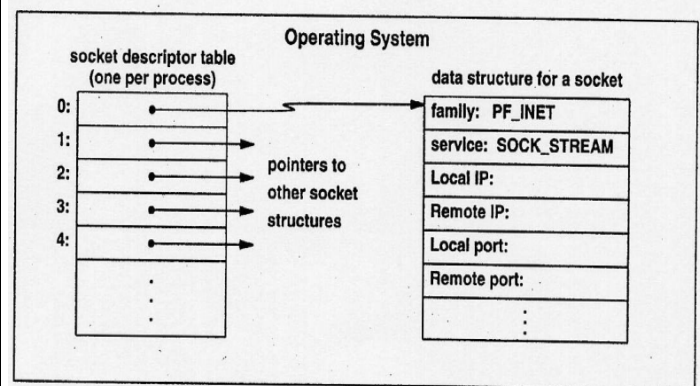 Operating System
socket descriptor table
(one per process)
0:
1:
2:
3:
4:
pointers to
other socket
structures
data structure for a socket
family: PF_INET
service: SOCK_STREAM
Local IP:
Remote IP:
Local port:
Remote port: